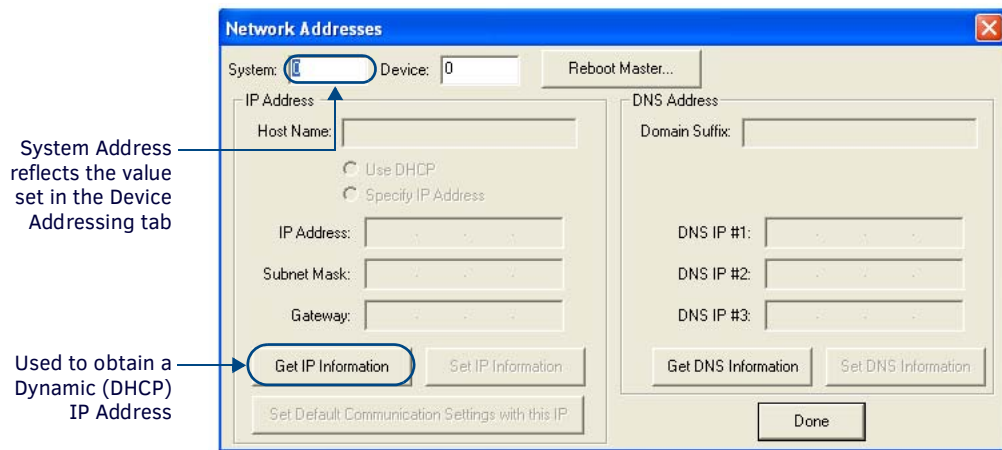 Network Addresses
System: 0 Device: 0 Reboot Master...
IP Address
Host Name:
Use DHCP
Specify IP Address
IP Address:
Subnet Mask:
Gateway:
Get IP Information Set IP Information
Set Default Communication Settings with this IP
DNS Address
Domain Suffix:
DNS IP #1:
DNS IP #2:
DNS IP #3:
Get DNS Information Set DNS Information
Done
System Address
reflects the value
set in the Device
Addressing tab
Used to obtain a
Dynamic (DHCP)
IP Address